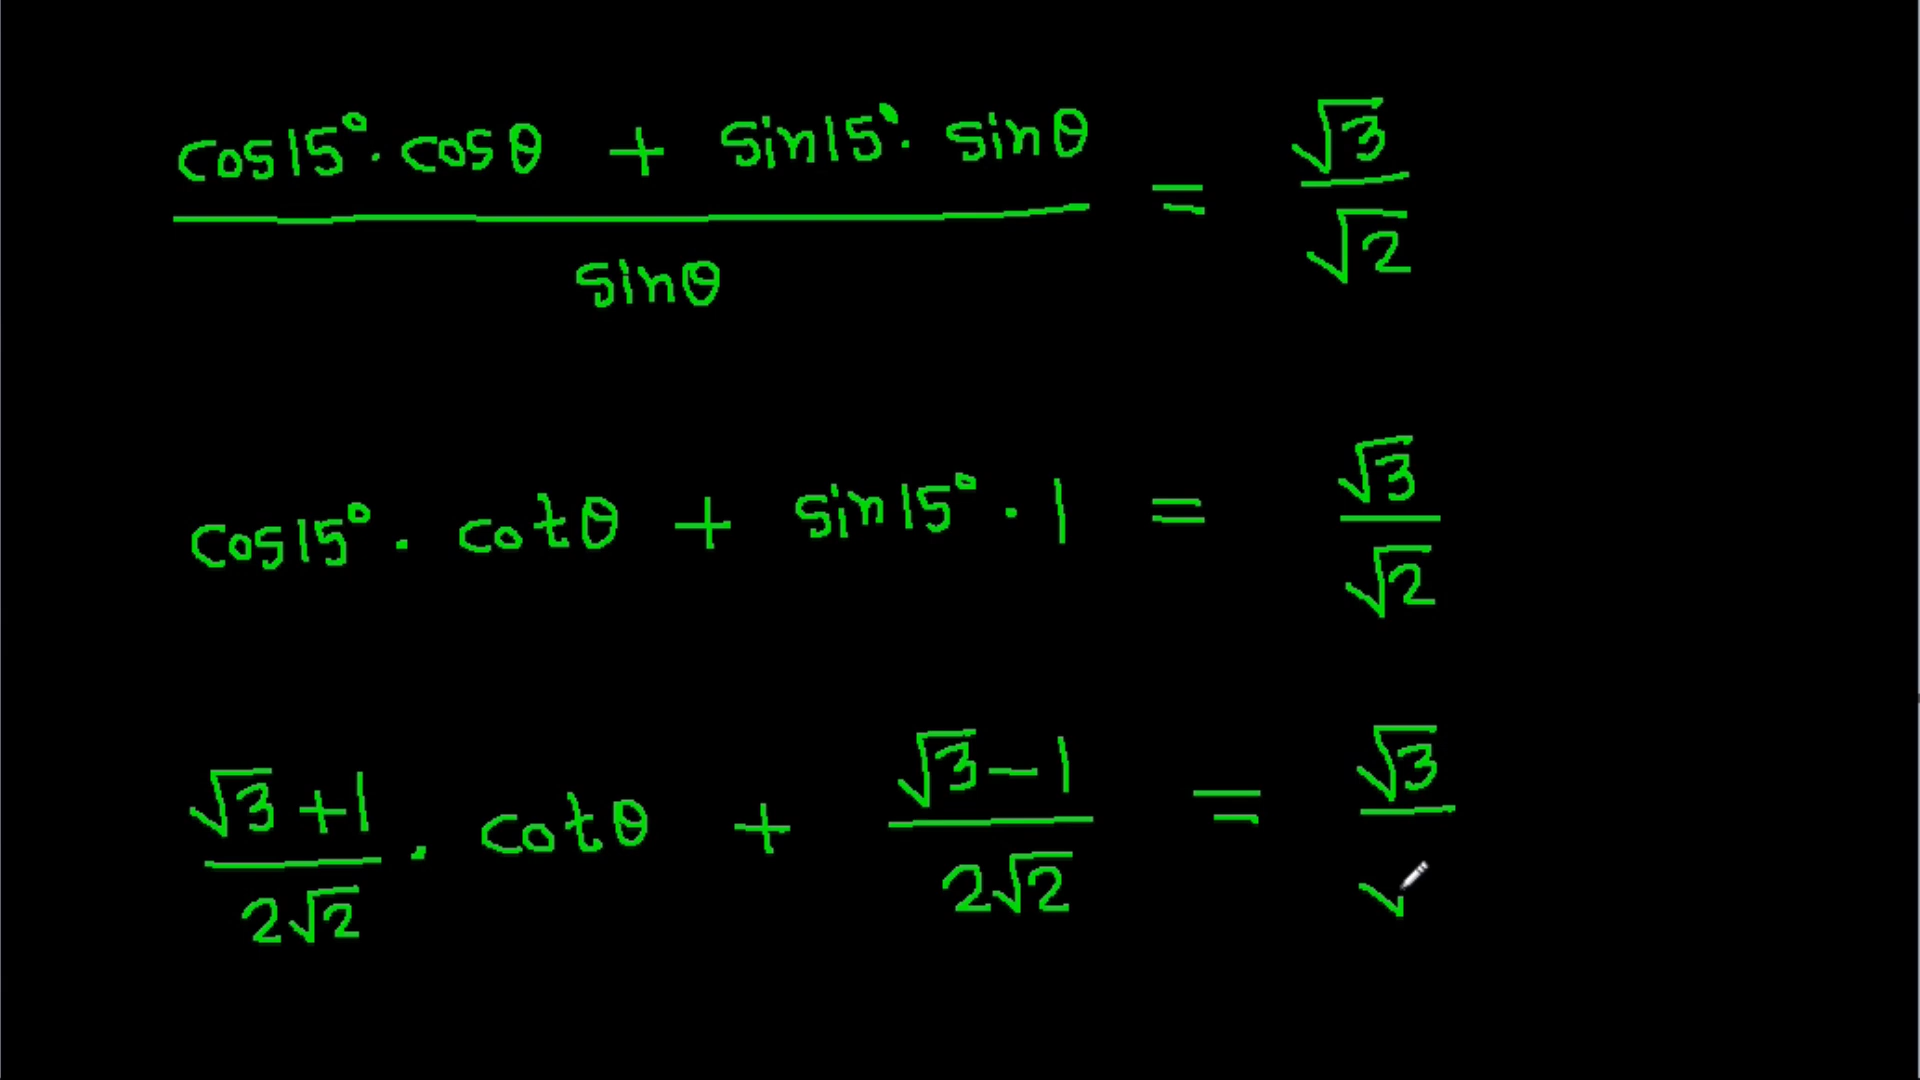 cos15°·cosθ + sin15°·sinθ / sinθ = √3/√2
cos15°·cotθ + sin15°·1 = √3/√2
√3+1/2√2 · cotθ + √3-1/2√2 = √3/√